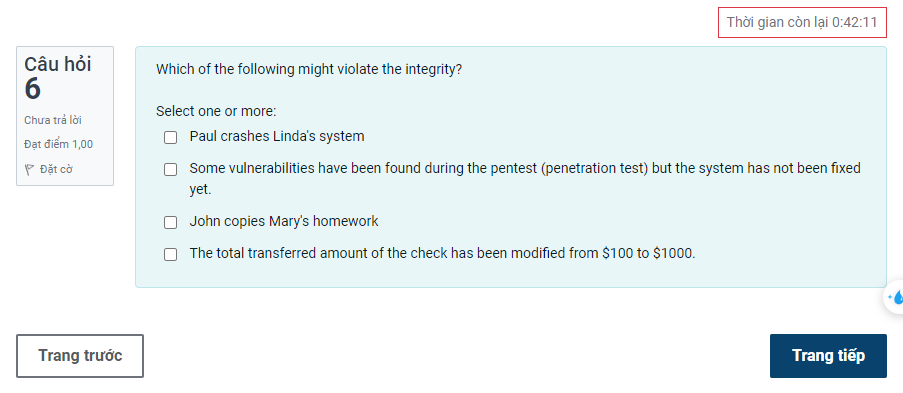 Thời gian còn lại 0:42:11
Câu hỏi
6
Chưa trả lời
Đạt điểm 1,00
Đặt cờ
Which of the following might violate the integrity?
Select one or more:
Paul crashes Linda's system
Some vulnerabilities have been found during the pentest (penetration test) but the system has not been fixed
yet.
John copies Mary's homework
The total transferred amount of the check has been modified from $100 to $1000.
Trang trước
Trang tiếp